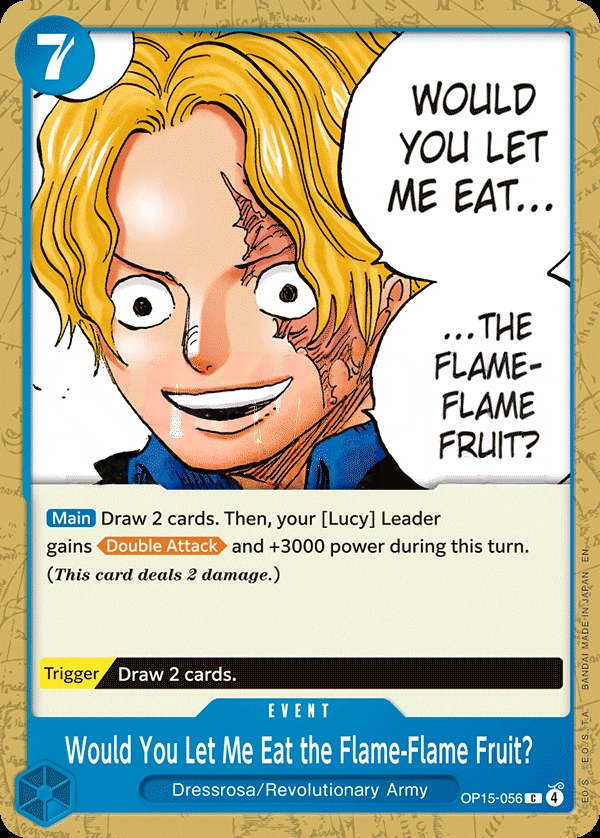 7
WOULD
YOU LET
ME EAT...
...THE
FLAME-
FLAME
FRUIT?
Main Draw 2 cards. Then, your [Lucy] Leader
gains Double Attack and +3000 power during this turn.
(This card deals 2 damage.)
Trigger Draw 2 cards.
EVENT
Would You Let Me Eat the Flame-Flame Fruit?
Dressrosa/Revolutionary Army
OP15-056 C 4
BANDAI MADE IN JAPAN EN